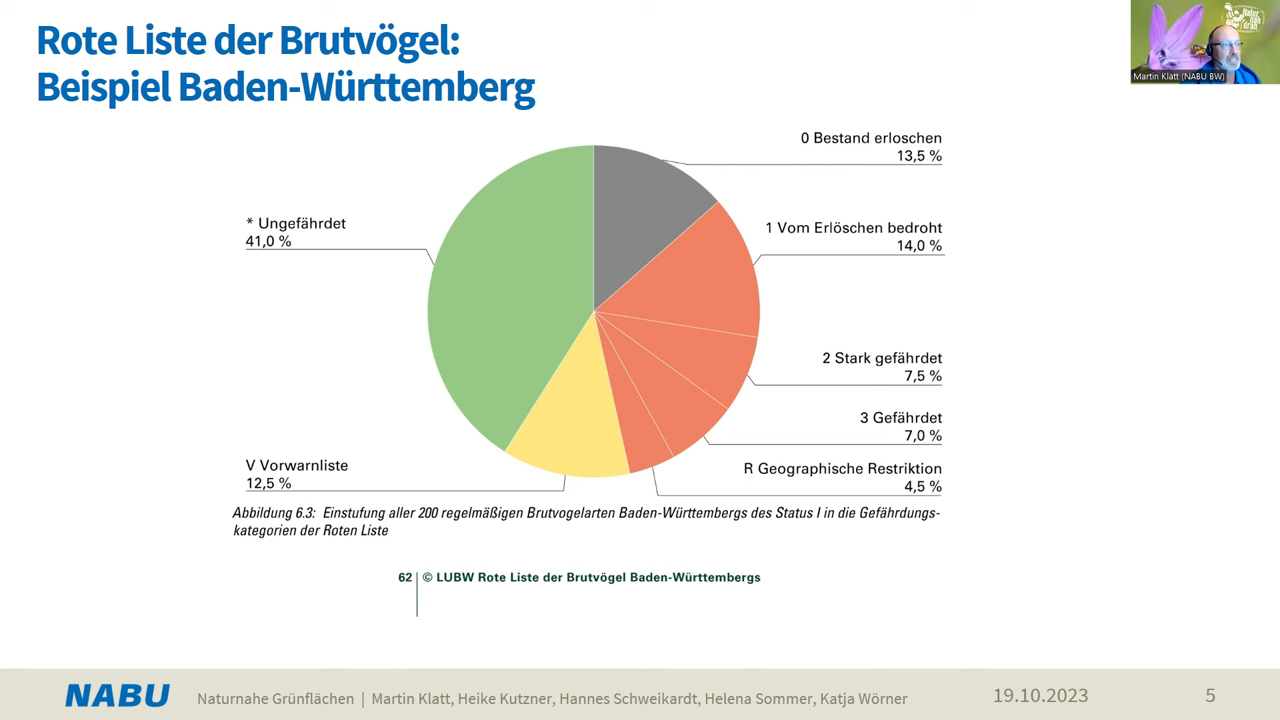 Rote Liste der Brutvögel:
Beispiel Baden-Württemberg
Natur
nah
dran
Martin Klatt (NABU BW)
0 Bestand erloschen
13,5 %
* Ungefährdet
41,0 %
1 Vom Erlöschen bedroht
14,0 %
2 Stark gefährdet
7,5 %
3 Gefährdet
7,0 %
V Vorwarnliste
12,5 %
R Geographische Restriktion
4,5 %
Abbildung 6.3: Einstufung aller 200 regelmäßigen Brutvogelarten Baden-Württembergs des Status I in die Gefährdungs-
kategorien der Roten Liste
62 © LUBW Rote Liste der Brutvögel Baden-Württembergs
NABU
Naturnahe Grünflächen | Martin Klatt, Heike Kutzner, Hannes Schweikardt, Helena Sommer, Katja Wörner
19.10.2023
5